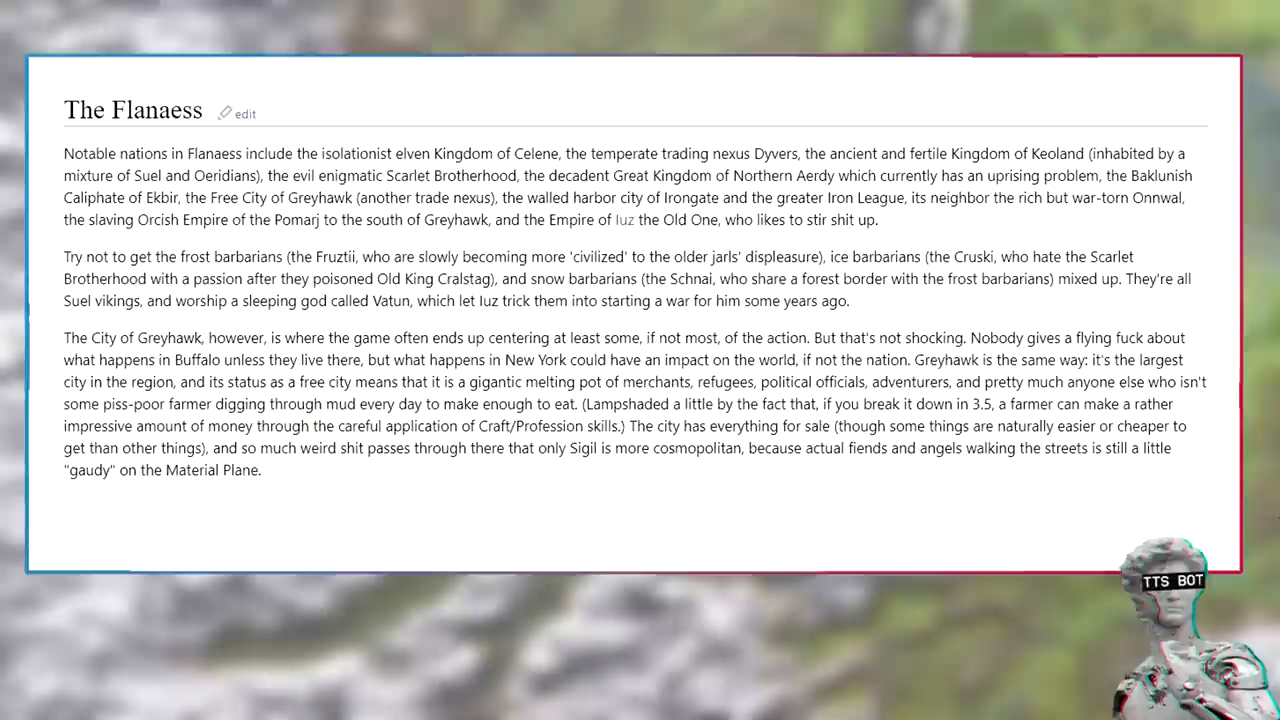 The Flanaess edit
Notable nations in Flanaess include the isolationist elven Kingdom of Celene, the temperate trading nexus Dyvers, the ancient and fertile Kingdom of Keoland (inhabited by a
mixture of Suel and Oeridians), the evil enigmatic Scarlet Brotherhood, the decadent Great Kingdom of Northern Aerdy which currently has an uprising problem, the Baklunish
Caliphate of Ekbir, the Free City of Greyhawk (another trade nexus), the walled harbor city of Irongate and the greater Iron League, its neighbor the rich but war-torn Onnwal,
the slaving Orcish Empire of the Pomarj to the south of Greyhawk, and the Empire of Iuz the Old One, who likes to stir shit up.
Try not to get the frost barbarians (the Fruztii, who are slowly becoming more 'civilized' to the older jarls' displeasure), ice barbarians (the Cruski, who hate the Scarlet
Brotherhood with a passion after they poisoned Old King Cralstag), and snow barbarians (the Schnai, who share a forest border with the frost barbarians) mixed up. They're all
Suel vikings, and worship a sleeping god called Vatun, which let Iuz trick them into starting a war for him some years ago.
The City of Greyhawk, however, is where the game often ends up centering at least some, if not most, of the action. But that's not shocking. Nobody gives a flying fuck about
what happens in Buffalo unless they live there, but what happens in New York could have an impact on the world, if not the nation. Greyhawk is the same way: it's the largest
city in the region, and its status as a free city means that it is a gigantic melting pot of merchants, refugees, political officials, adventurers, and pretty much anyone else who isn't
some piss-poor farmer digging through mud every day to make enough to eat. (Lampshaded a little by the fact that, if you break it down in 3.5, a farmer can make a rather
impressive amount of money through the careful application of Craft/Profession skills.) The city has everything for sale (though some things are naturally easier or cheaper to
get than other things), and so much weird shit passes through there that only Sigil is more cosmopolitan, because actual fiends and angels walking the streets is still a little
"gaudy" on the Material Plane.
TTS BOT